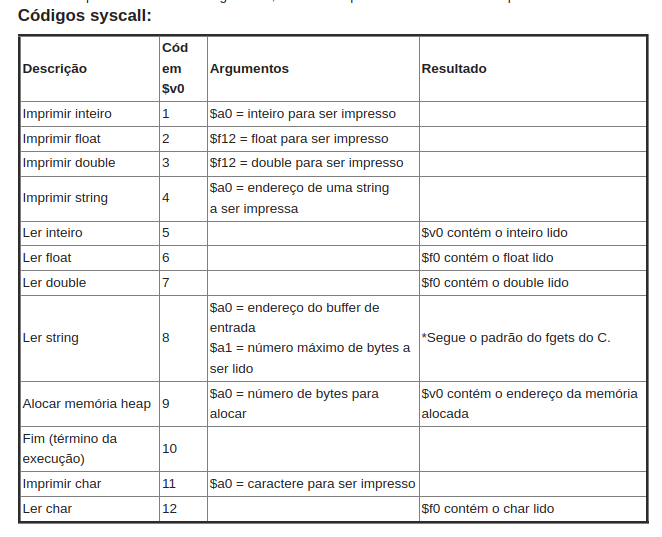 Códigos syscall:
Descrição
Cód
em
$v0
Argumentos
Resultado
Imprimir inteiro
1
$a0 = inteiro para ser impresso
Imprimir float
2
$f12 = float para ser impresso
Imprimir double
3
$f12 = double para ser impresso
Imprimir string
4
$a0 = endereço de uma string
a ser impressa
Ler inteiro
5
$v0 contém o inteiro lido
Ler float
6
$f0 contém o float lido
Ler double
7
$f0 contém o double lido
Ler string
8
$a0 = endereço do buffer de
entrada
$a1 = número máximo de bytes a
ser lido
*Segue o padrão do fgets do C.
Alocar memória heap
9
$a0 = número de bytes para
alocar
$v0 contém o endereço da memória
alocada
Fim (término da
execução)
10
Imprimir char
11
$a0 = caractere para ser impresso
Ler char
12
$f0 contém o char lido